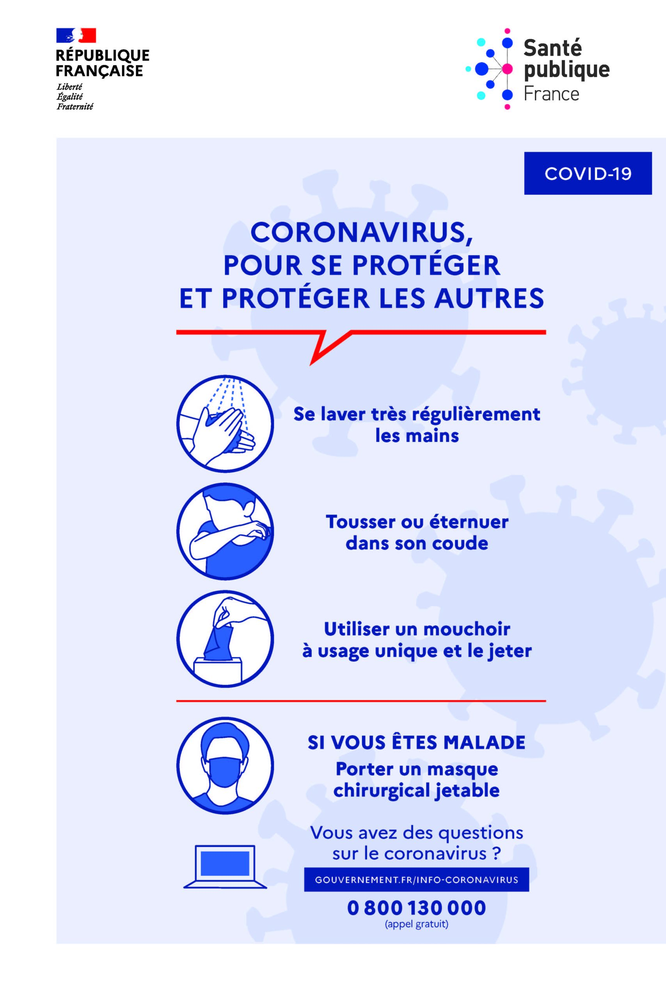 RÉPUBLIQUE
FRANÇAISE
Liberté
Égalité
Fraternité
Santé
publique
France
COVID-19
CORONAVIRUS,
POUR SE PROTÉGER
ET PROTÉGER LES AUTRES
Se laver très régulièrement
les mains
Tousser ou éternuer
dans son coude
Utiliser un mouchoir
à usage unique et le jeter
SI VOUS ÊTES MALADE
Porter un masque
chirurgical jetable
Vous avez des questions
sur le coronavirus ?
GOUVERNEMENT.FR/INFO-CORONAVIRUS
0 800 130 000
(appel gratuit)